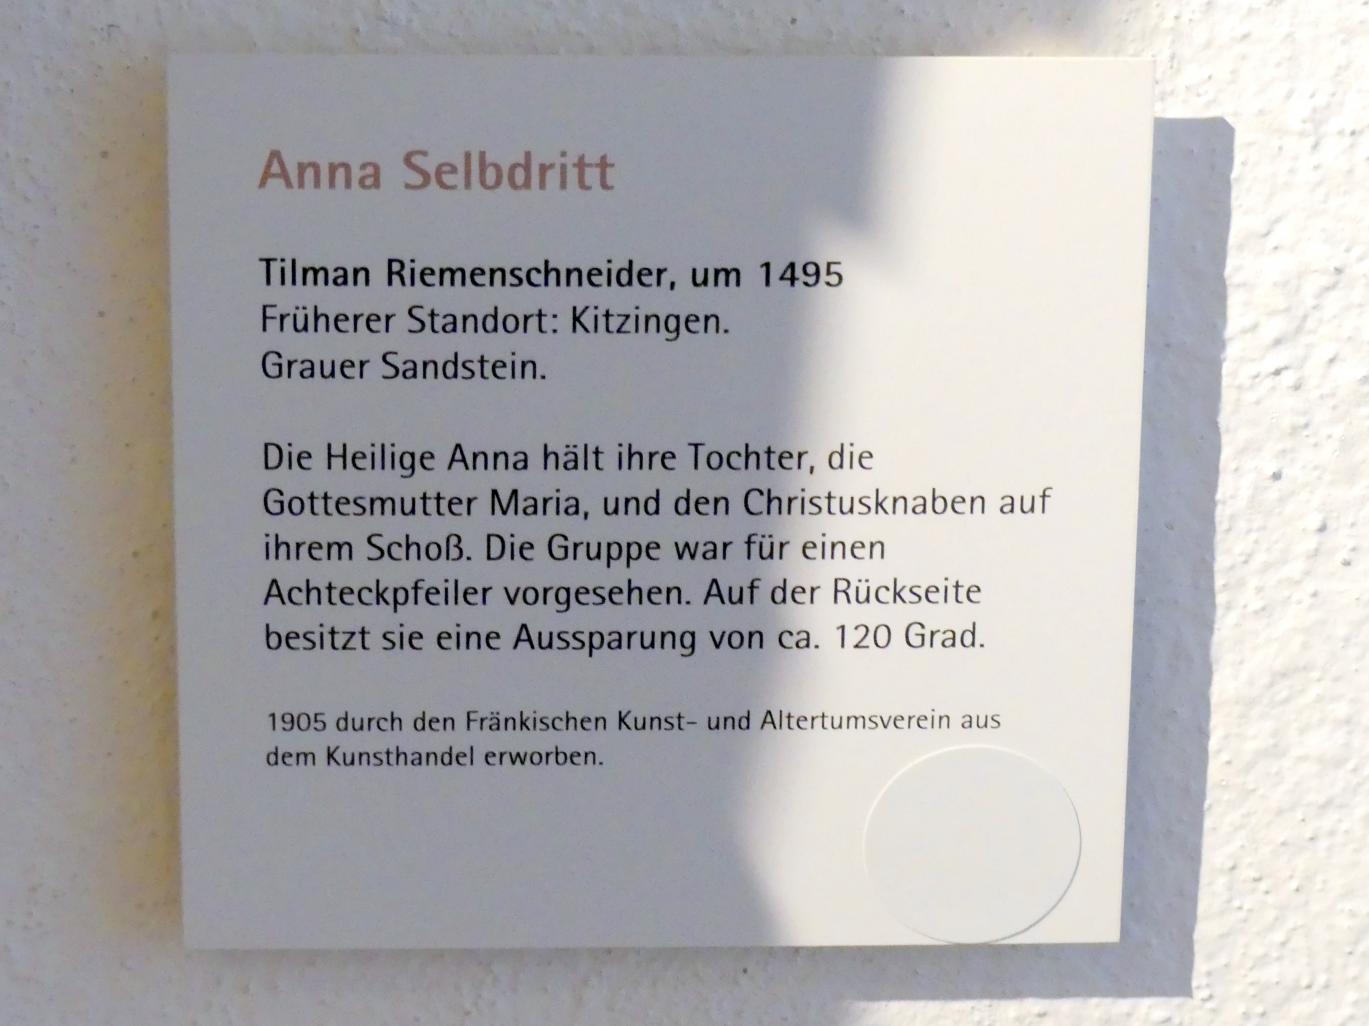 Anna Selbdritt
Tilman Riemenschneider, um 1495
Früherer Standort: Kitzingen.
Grauer Sandstein.
Die Heilige Anna hält ihre Tochter, die
Gottesmutter Maria, und den Christusknaben auf
ihrem Schoß. Die Gruppe war für einen
Achteckpfeiler vorgesehen. Auf der Rückseite
besitzt sie eine Aussparung von ca. 120 Grad.
1905 durch den Fränkischen Kunst- und Altertumsverein aus
dem Kunsthandel erworben.